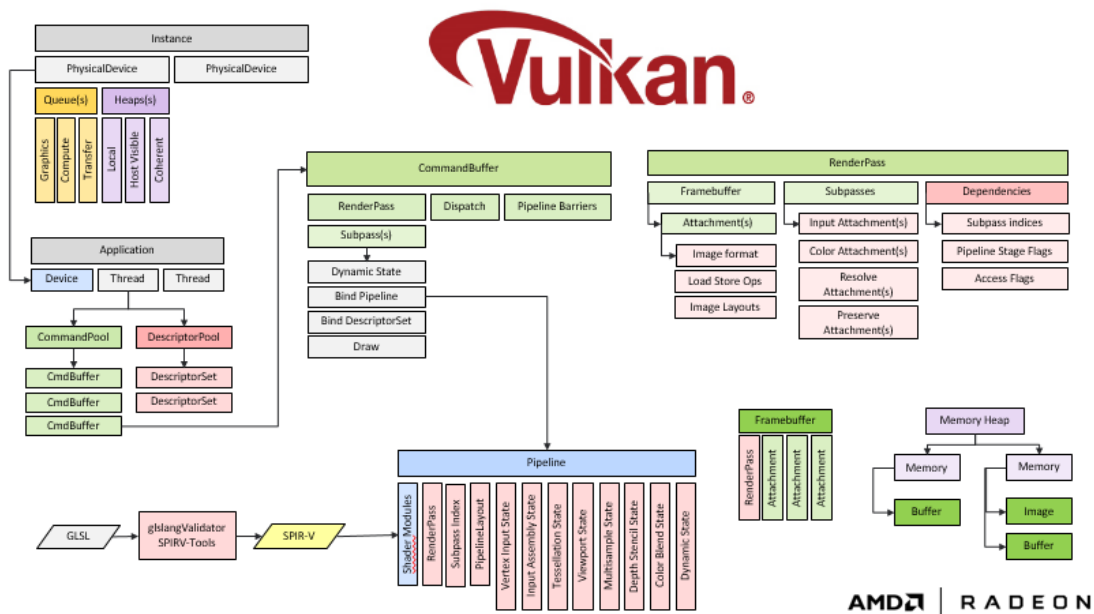 Instance
PhysicalDevice
PhysicalDevice
Queue(s)
Heaps(s)
Graphics
Compute
Transfer
Local
Host Visible
Coherent
Vulkan®
Application
Device
Thread
Thread
CommandPool
DescriptorPool
CmdBuffer
CmdBuffer
CmdBuffer
DescriptorSet
DescriptorSet
CommandBuffer
RenderPass
Dispatch
Pipeline Barriers
Subpass(s)
Dynamic State
Bind Pipeline
Bind DescriptorSet
Draw
RenderPass
Framebuffer
Attachment(s)
Image format
Load Store Ops
Image Layouts
Subpasses
Input Attachment(s)
Color Attachment(s)
Resolve
Attachment(s)
Preserve
Attachment(s)
Dependencies
Subpass indices
Pipeline Stage Flags
Access Flags
GLSL
glslangValidator
SPIRV-Tools
SPIR-V
Pipeline
Shader Modules
RenderPass
Subpass Index
PipelineLayout
Vertex Input State
Input Assembly State
Tessellation State
Viewport State
Multisample State
Depth Stencil State
Color Blend State
Dynamic State
Framebuffer
RenderPass
Attachment
Attachment
Attachment
Memory Heap
Memory
Buffer
Memory
Image
Buffer
AMD RADEON